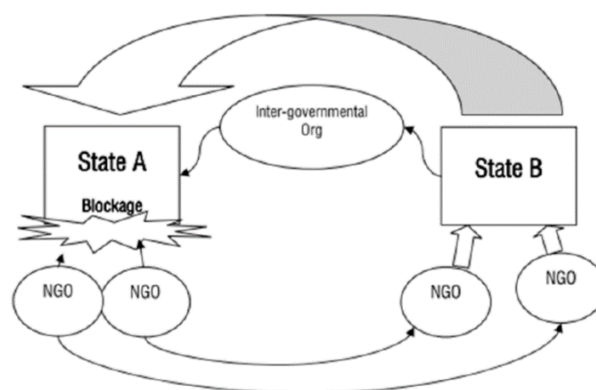 Inter-governmental
Org
State A
State B
Blockage
NGO
NGO
NGO
NGO